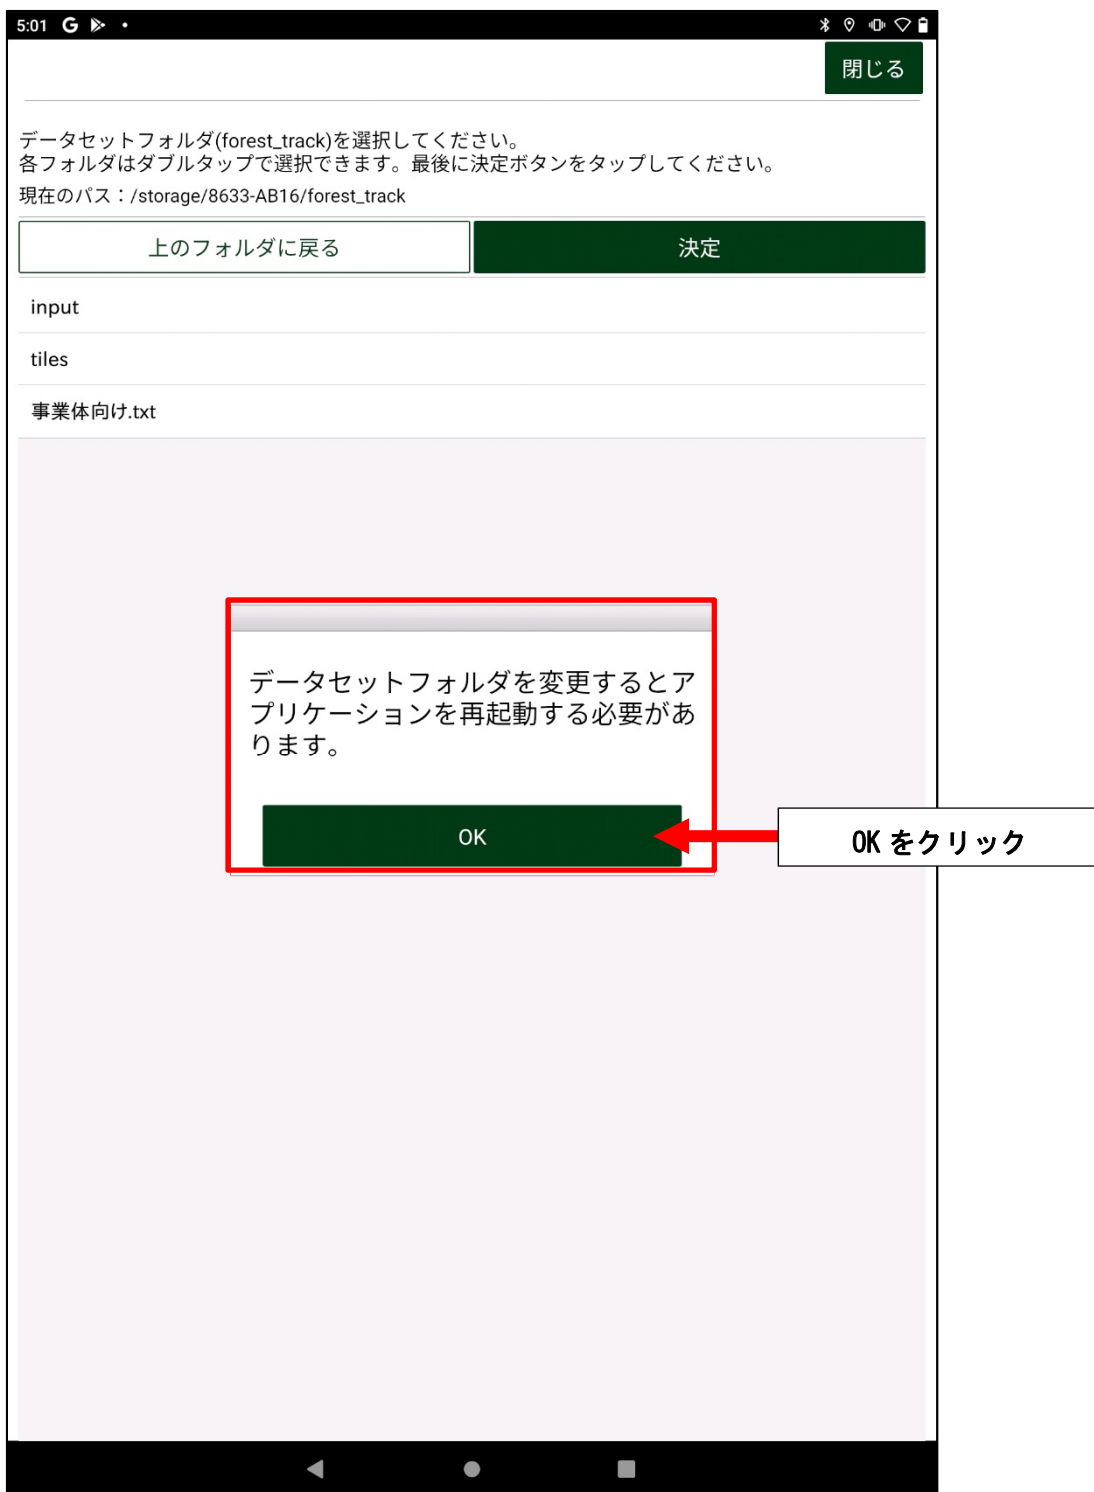 5:01
閉じる
データセットフォルダ(forest_track)を選択してください。
各フォルダはダブルタップで選択できます。最後に決定ボタンをタップしてください。
現在のパス：/storage/8633-AB16/forest_track
上のフォルダに戻る
決定
input
tiles
事業体向け.txt
データセットフォルダを変更するとア
プリケーションを再起動する必要があ
ります。
OK
OKをクリック